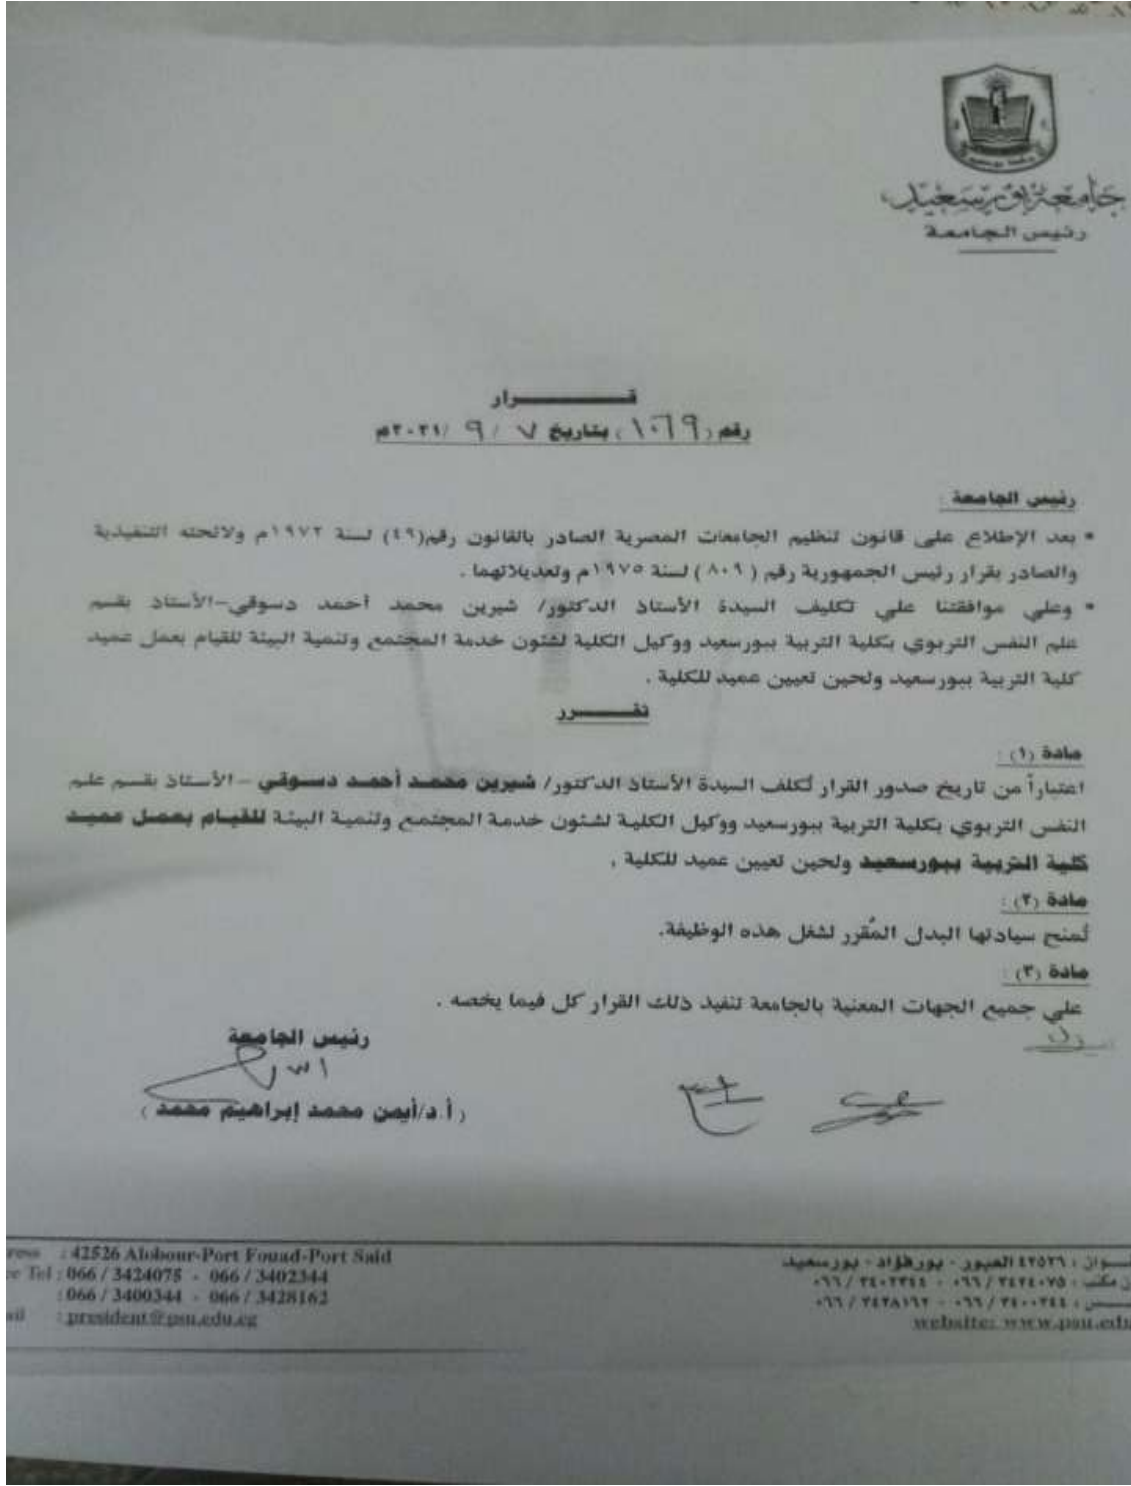 جامعة بورسعيد
رئيس الجامعة
قــــــــرار
رقم (١٠٦٩) بتاريخ ٧ / ٩ /٢٠٢١م
رئيس الجامعة :
• بعد الإطلاع على قانون تنظيم الجامعات المصرية الصادر بالقانون رقم(٤٩) لسنة ١٩٧٢م ولائحته التنفيذية
والصادر بقرار رئيس الجمهورية رقم ( ٨٠٩ ) لسنة ١٩٧٥م وتعديلاتهما .
• وعلي موافقتنا علي تكليف السيدة الأستاذ الدكتور/ شيرين محمد أحمد دسوقي-الأستاذ بقسم
علم النفس التربوي بكلية التربية ببورسعيد ووكيل الكلية لشئون خدمة المجتمع وتنمية البيئة للقيام بعمل عميد
كلية التربية ببورسعيد ولحين تعيين عميد للكلية .
نقـــــرر
مادة (١) :
اعتباراً من تاريخ صدور القرار تُكلف السيدة الأستاذ الدكتور/ شيرين محمد أحمد دسوقي – الأستاذ بقسم علم
النفس التربوي بكلية التربية ببورسعيد ووكيل الكلية لشئون خدمة المجتمع وتنمية البيئة للقيام بعمل عميد
كلية التربية ببورسعيد ولحين تعيين عميد للكلية .
مادة (٢) :
تُمنح سيادتها البدل المُقرر لشغل هذه الوظيفة.
مادة (٣) :
علي جميع الجهات المعنية بالجامعة تنفيذ ذلك القرار كل فيما يخصه .
رئيس الجامعة
( أ.د/أيمن محمد إبراهيم محمد )
: 42526 Alobour-Port Fouad-Port Said
Tel : 066 / 3424075 - 066 / 3402344
: 066 / 3400344 - 066 / 3428162
: president@psu.edu.eg
: ٤٢٥٢٦ العبور - بورفؤاد - بورسعيد
مكتب : ٣٤٢٤٠٧٥ / ٠٦٦ - ٣٤٠٢٣٤٤ / ٠٦٦
: ٣٤٠٠٣٤٤ / ٠٦٦ - ٣٤٢٨١٦٢ / ٠٦٦
website: www.psu.edu